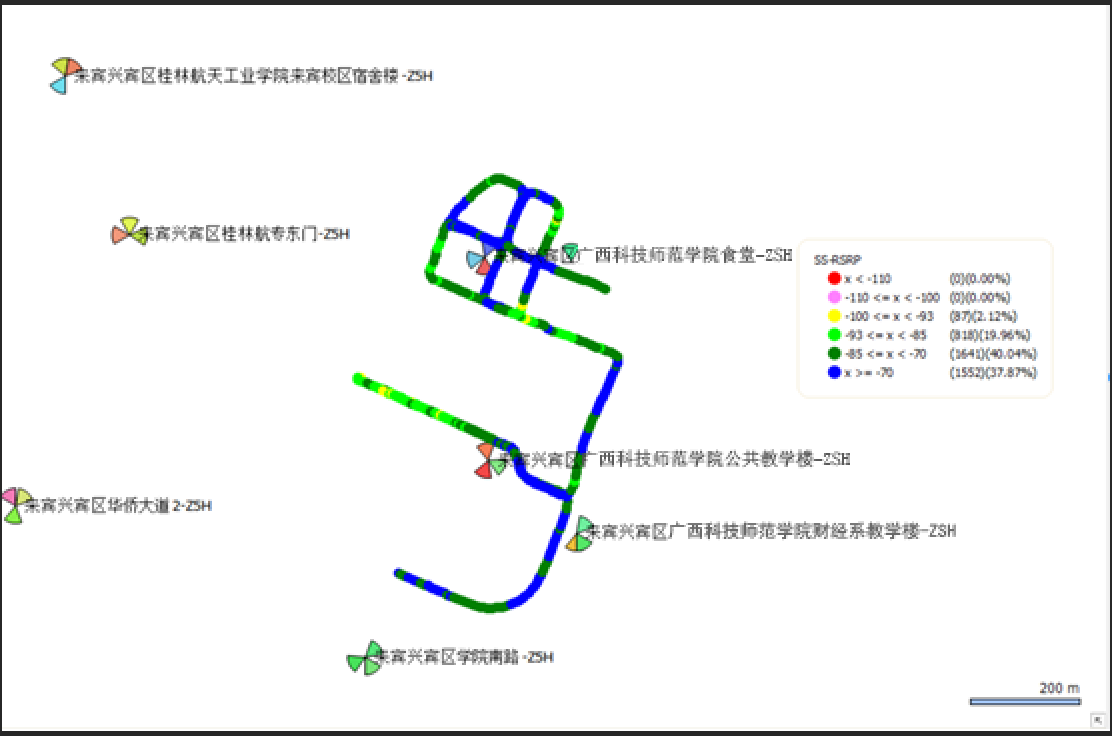 来宾兴宾区桂林航天工业学院来宾校区宿舍楼-ZSH
来宾兴宾区桂林航专东门-ZSH
来宾兴宾区广西科技师范学院食堂-ZSH
SS-RSRP
x < -110 (0)(0.00%)
-110 <= x < -100 (0)(0.00%)
-100 <= x < -93 (87)(2.12%)
-93 <= x < -85 (818)(19.96%)
-85 <= x < -70 (1641)(40.04%)
x >= -70 (1552)(37.87%)
来宾兴宾区广西科技师范学院公共教学楼-ZSH
来宾兴宾区华侨大道2-ZSH
来宾兴宾区广西科技师范学院财经系教学楼-ZSH
来宾兴宾区学院南路-ZSH
200 m